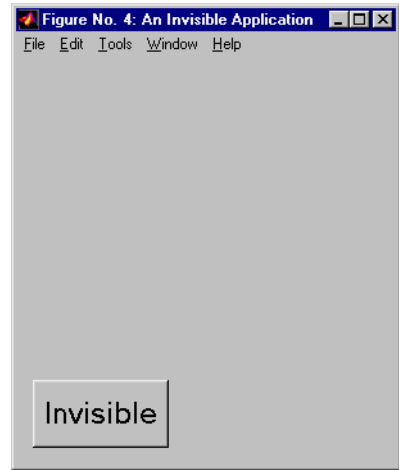 Figure No. 4: An Invisible Application
File Edit Tools Window Help
Invisible